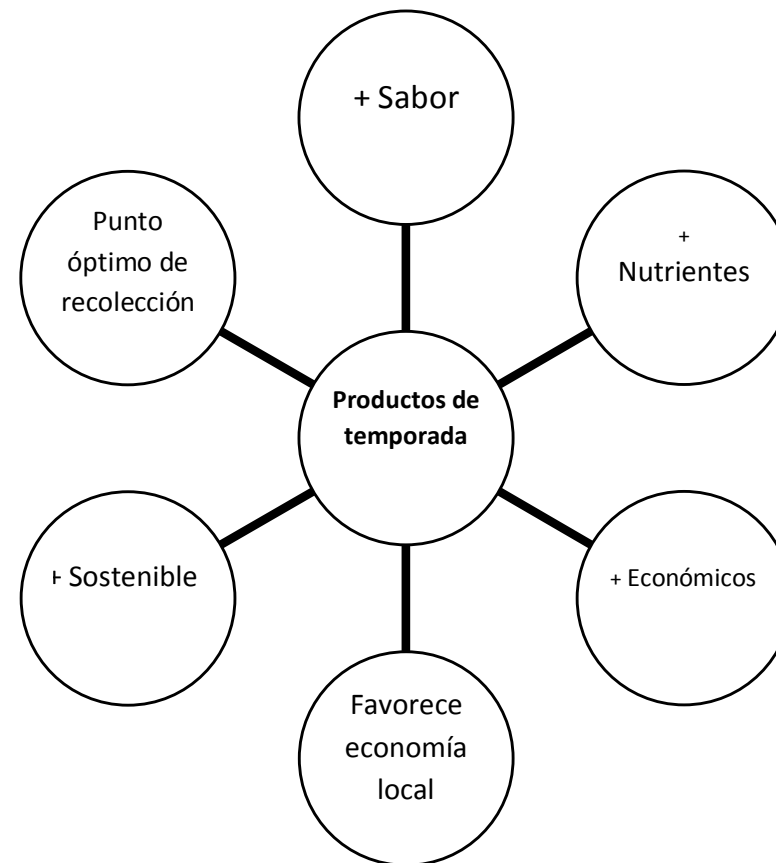 + Sabor
+
Nutrientes
+ Económicos
Favorece
economía
local
+ Sostenible
Punto
óptimo de
recolección
Productos de
temporada